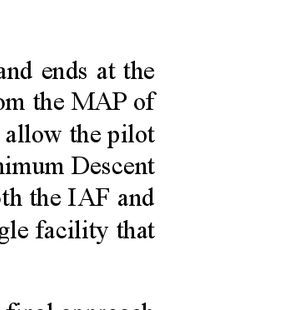 and ends at the
om the MAP of
allow the pilot
nimum Descent
oth the IAF and
gle facility that
final approach